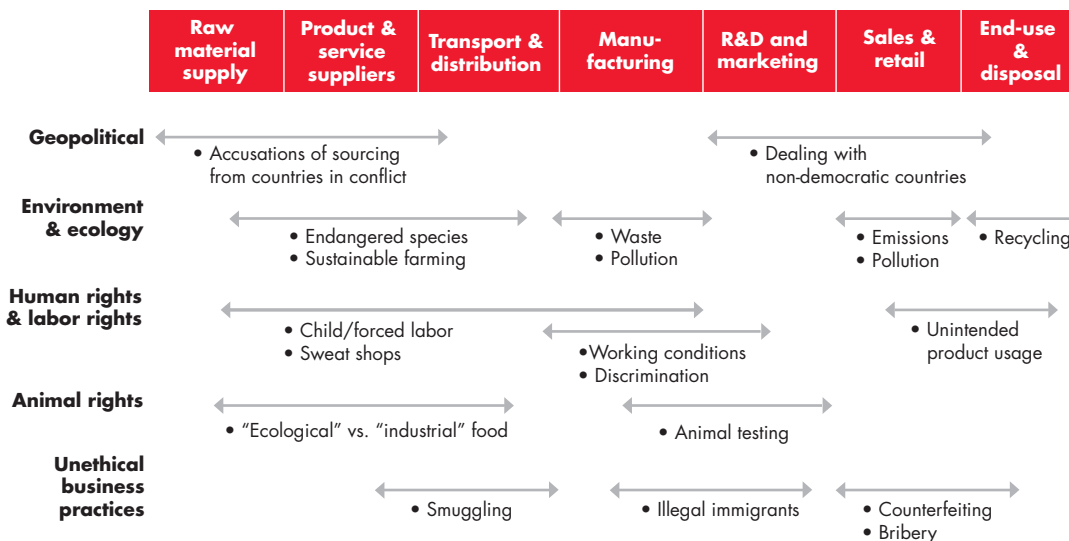 Raw
material
supply
Product &
service
suppliers
Transport &
distribution
Manu-
facturing
R&D and
marketing
Sales &
retail
End-use
&
disposal
Geopolitical
• Accusations of sourcing
from countries in conflict
• Dealing with
non-democratic countries
Environment
& ecology
• Endangered species
• Sustainable farming
• Waste
• Pollution
• Emissions
• Pollution
• Recycling
Human rights
& labor rights
• Child/forced labor
• Sweat shops
•Working conditions
• Discrimination
• Unintended
product usage
Animal rights
• “Ecological” vs. “industrial” food
• Animal testing
Unethical
business
practices
• Smuggling
• Illegal immigrants
• Counterfeiting
• Bribery